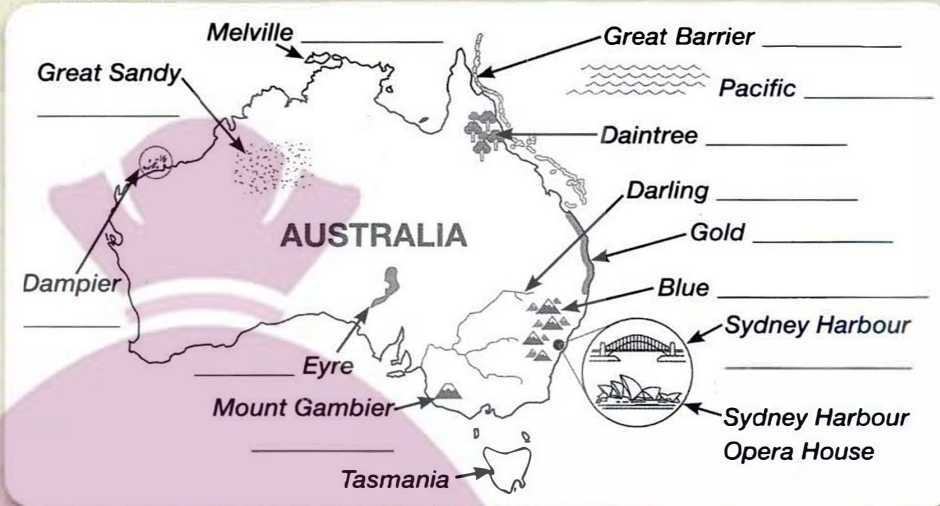 Melville
Great Barrier
Great Sandy
Pacific
Daintree
Darling
AUSTRALIA
Gold
Dampier
Blue
Sydney Harbour
Eyre
Mount Gambier
Sydney Harbour
Opera House
Tasmania